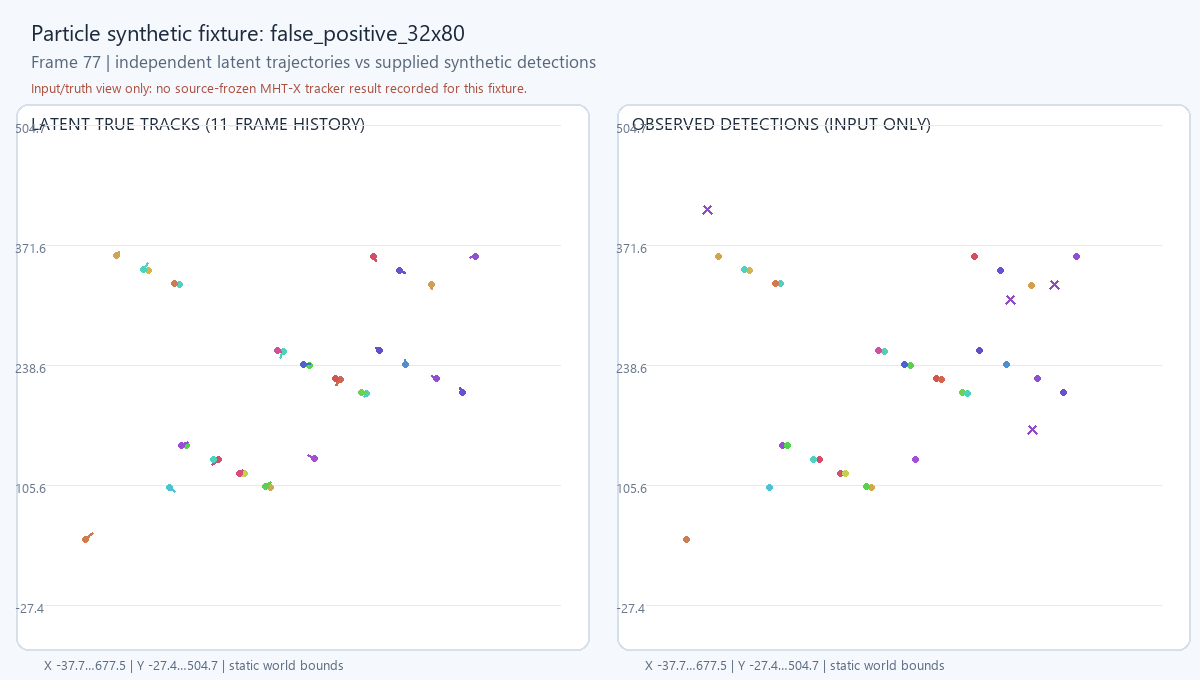 Particle synthetic fixture: false_positive_32x80
Frame 77 | independent latent trajectories vs supplied synthetic detections
Input/truth view only: no source-frozen MHT-X tracker result recorded for this fixture.
LATENT TRUE TRACKS (11-FRAME HISTORY)
504.7
371.6
238.6
105.6
-27.4
X -37.7...677.5 | Y -27.4...504.7 | static world bounds
OBSERVED DETECTIONS (INPUT ONLY)
504.7
371.6
238.6
105.6
-27.4
X -37.7...677.5 | Y -27.4...504.7 | static world bounds